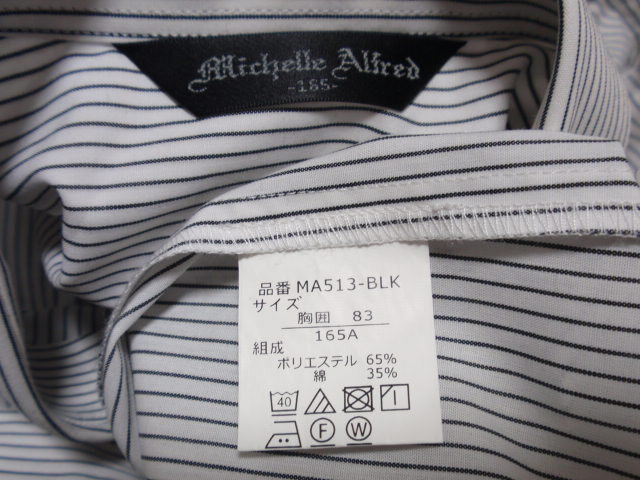 Michelle Alfred
-165-
品番 MA513-BLK
サイズ
胸囲 83
165A
組成
ポリエステル 65%
綿 35%
40
F W